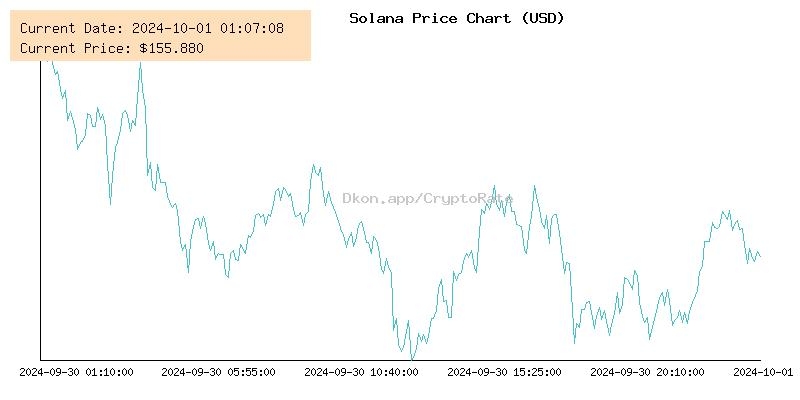 Solana Price Chart (USD)
Current Date: 2024-10-01 01:07:08
Current Price: $155.880
Dkon.app/CryptoRate
2024-09-30 01:10:00 2024-09-30 05:55:00 2024-09-30 10:40:00 2024-09-30 15:25:00 2024-09-30 20:10:00 2024-10-01